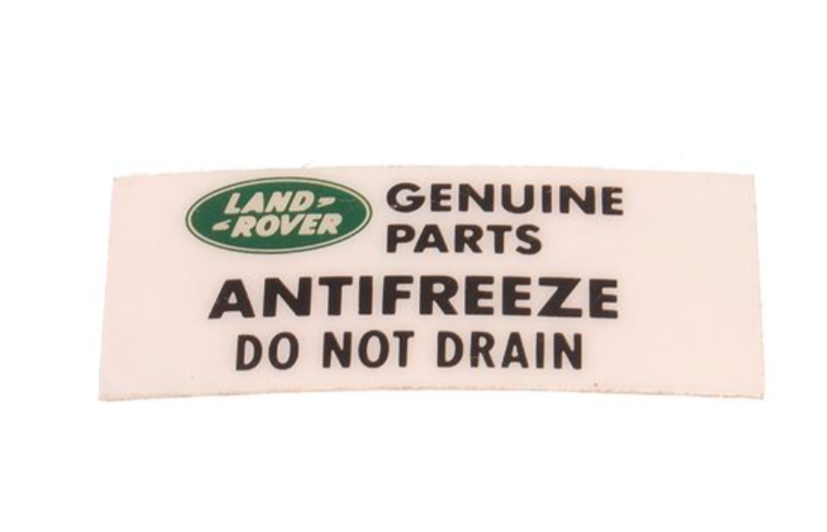 LAND-
-ROVER
GENUINE
PARTS
ANTIFREEZE
DO NOT DRAIN